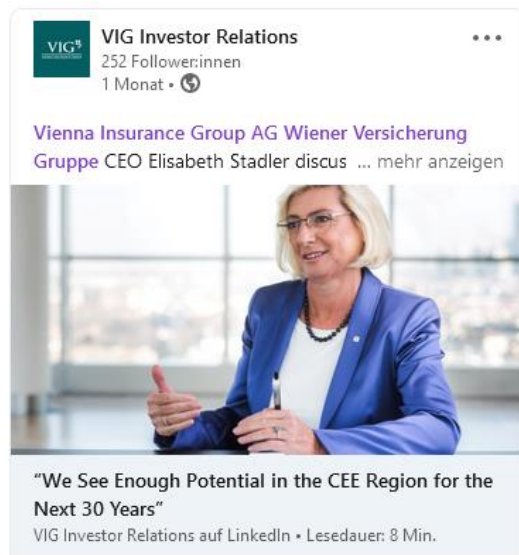 VIG
VIG Investor Relations
252 Follower:innen
1 Monat •
Vienna Insurance Group AG Wiener Versicherung
Gruppe CEO Elisabeth Stadler discus ... mehr anzeigen
“We See Enough Potential in the CEE Region for the
Next 30 Years”
VIG Investor Relations auf LinkedIn • Lesedauer: 8 Min.